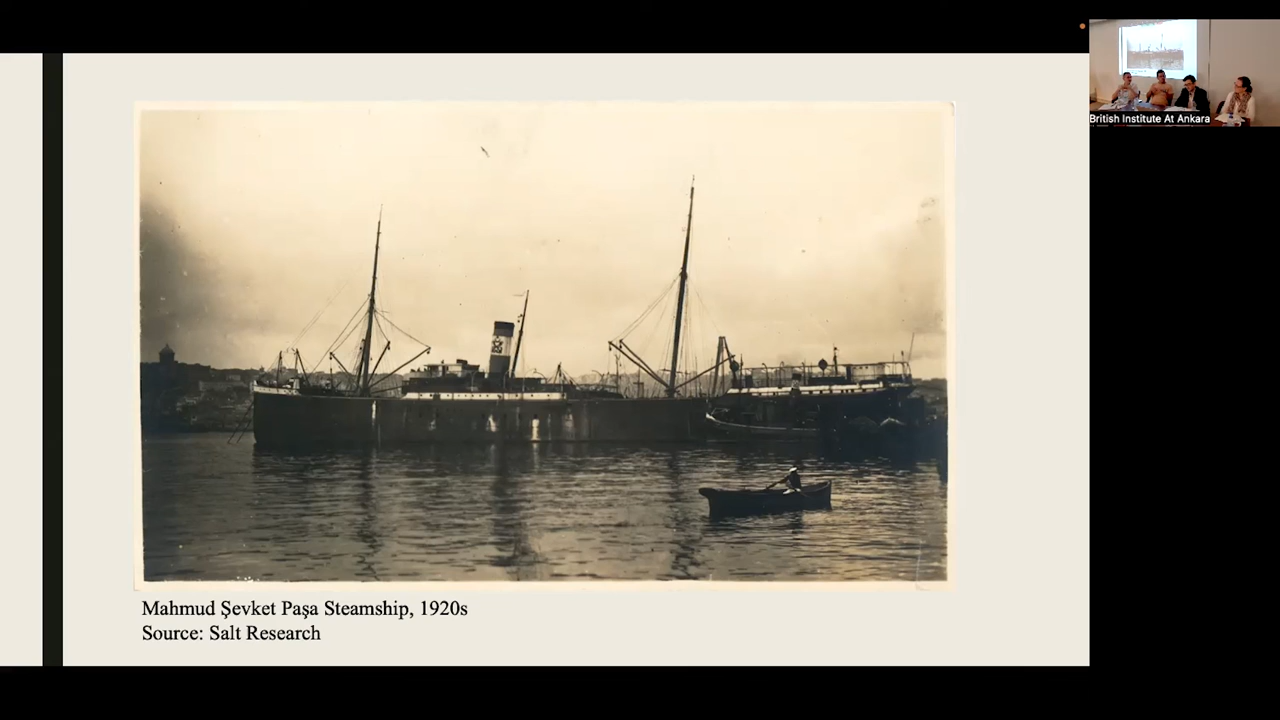 Mahmud Şevket Paşa Steamship, 1920s
Source: Salt Research
British Institute At Ankara